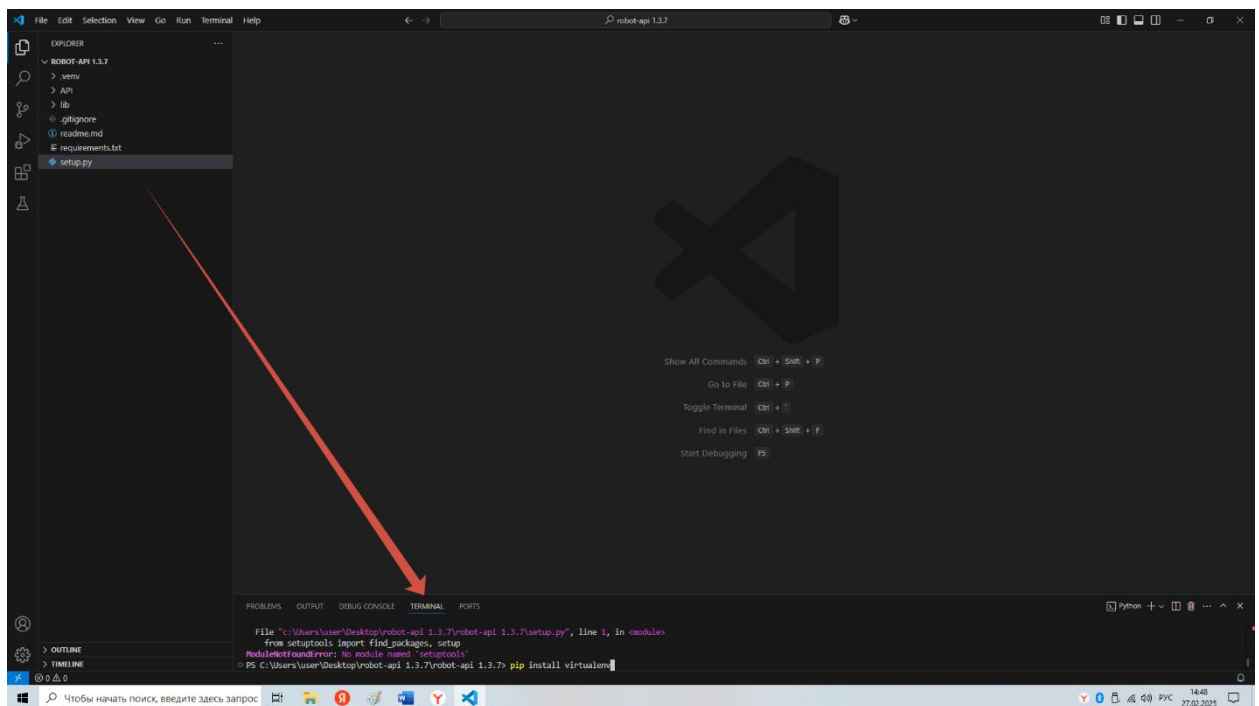 File Edit Selection View Go Run Terminal Help
robot-api 1.3.7
EXPLORER
ROBOT-API 1.3.7
.venv
API
lib
.gitignore
readme.md
requirements.txt
setup.py
Show All Commands Ctrl + Shift + P
Go to File Ctrl + P
Toggle Terminal Ctrl + `
Find in Files Ctrl + Shift + F
Start Debugging F5
PROBLEMS OUTPUT DEBUG CONSOLE TERMINAL PORTS
Python
File "c:\Users\user\Desktop\robot-api 1.3.7\robot-api 1.3.7\setup.py", line 1, in <module>
from setuptools import find_packages, setup
ModuleNotFoundError: No module named 'setuptools'
PS C:\Users\user\Desktop\robot-api 1.3.7\robot-api 1.3.7> pip install virtualenv
OUTLINE
TIMELINE
0 0
Чтобы начать поиск, введите здесь запрос
РУС
14:48
27.02.2025